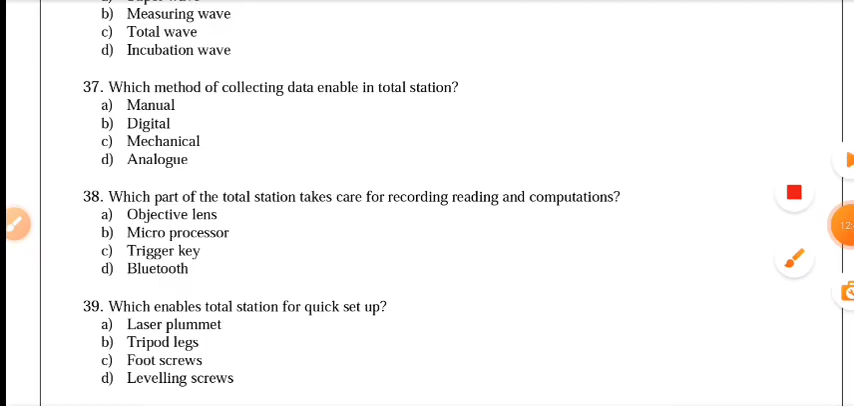 b) Measuring wave
c) Total wave
d) Incubation wave
37. Which method of collecting data enable in total station?
a) Manual
b) Digital
c) Mechanical
d) Analogue
38. Which part of the total station takes care for recording reading and computations?
a) Objective lens
b) Micro processor
c) Trigger key
d) Bluetooth
39. Which enables total station for quick set up?
a) Laser plummet
b) Tripod legs
c) Foot screws
d) Levelling screws